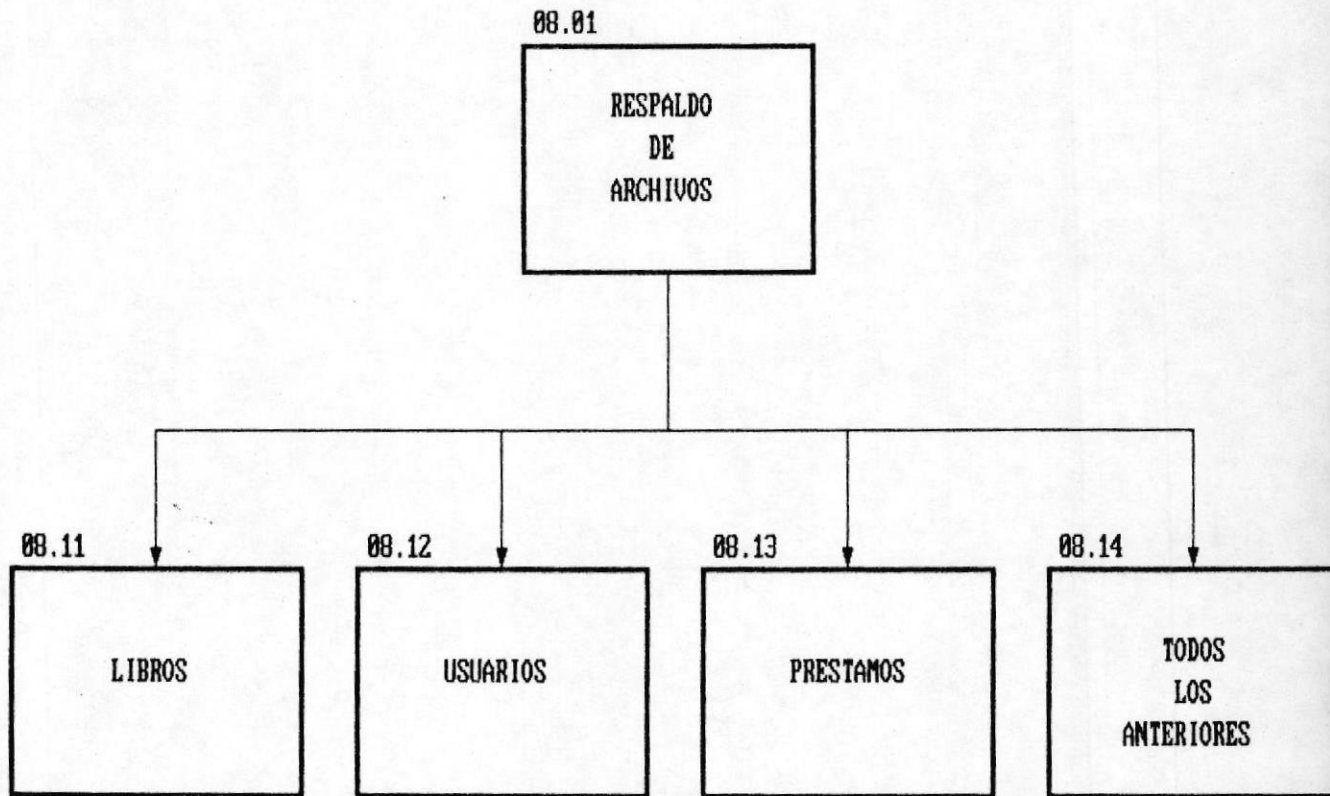 08.01
RESPALDO
DE
ARCHIVOS
08.11
LIBROS
08.12
USUARIOS
08.13
PRESTAMOS
08.14
TODOS
LOS
ANTERIORES